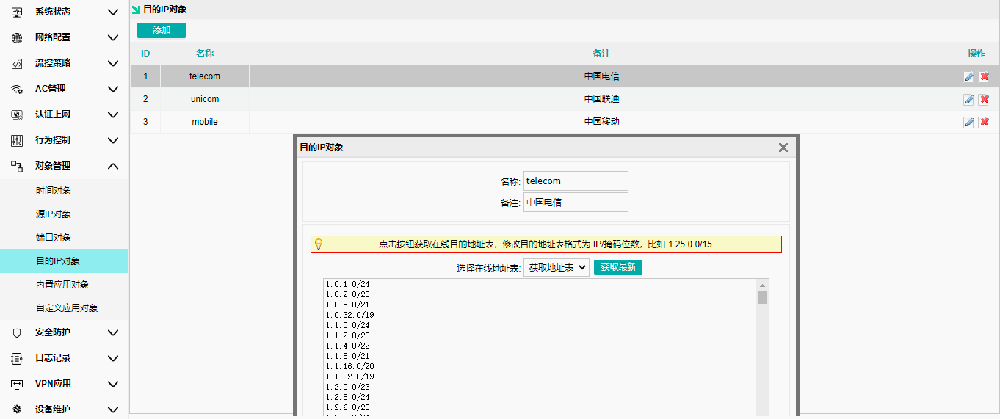 系统状态
网络配置
流控策略
AC管理
认证上网
行为控制
对象管理
时间对象
源IP对象
端口对象
目的IP对象
内置应用对象
自定义应用对象
安全防护
日志记录
VPN应用
设备维护
目的IP对象
添加
ID 名称 备注 操作
1 telecom 中国电信
2 unicom 中国联通
3 mobile 中国移动
目的IP对象
名称: telecom
备注: 中国电信
点击按钮获取在线目的地址表，修改目的地址表格式为 IP/掩码位数，比如 1.25.0.0/15
选择在线地址表: 获取地址表 获取最新
1.0.1.0/24
1.0.2.0/23
1.0.8.0/21
1.0.32.0/19
1.1.0.0/24
1.1.2.0/23
1.1.4.0/22
1.1.8.0/21
1.1.16.0/20
1.1.32.0/19
1.2.0.0/23
1.2.5.0/24
1.2.6.0/23